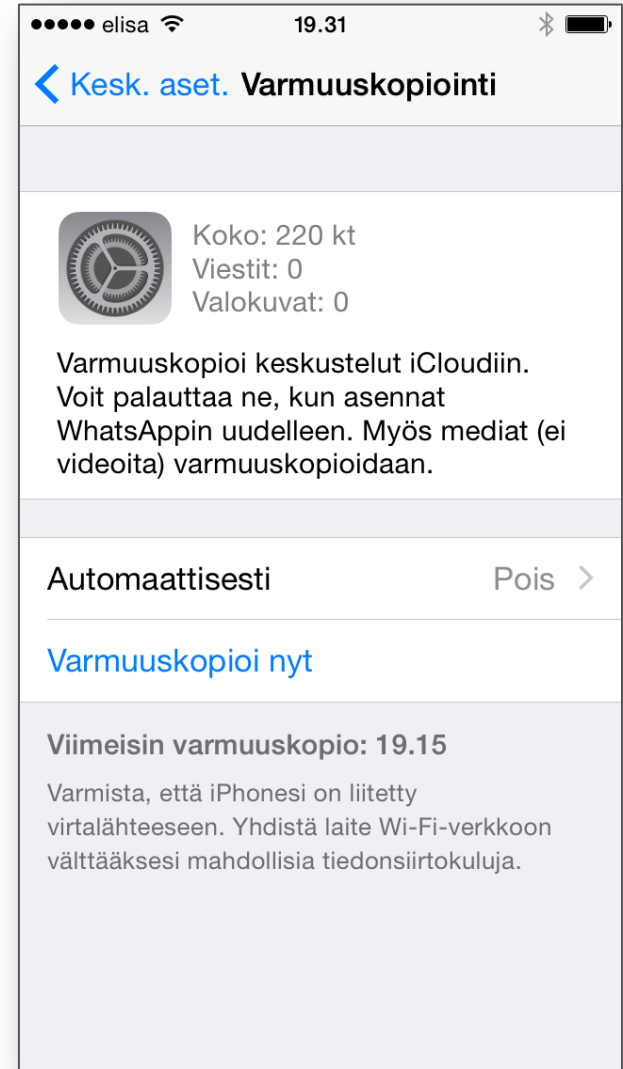 elisa 19.31
Kesk. aset. Varmuuskopiointi
Koko: 220 kt
Viestit: 0
Valokuvat: 0
Varmuuskopioi keskustelut iCloudiin.
Voit palauttaa ne, kun asennat
WhatsAppin uudelleen. Myös mediat (ei
videoita) varmuuskopioidaan.
Automaattisesti Pois
Varmuuskopioi nyt
Viimeisin varmuuskopio: 19.15
Varmista, että iPhonesi on liitetty
virtalähteeseen. Yhdistä laite Wi-Fi-verkkoon
välttääksesi mahdollisia tiedonsiirtokuluja.